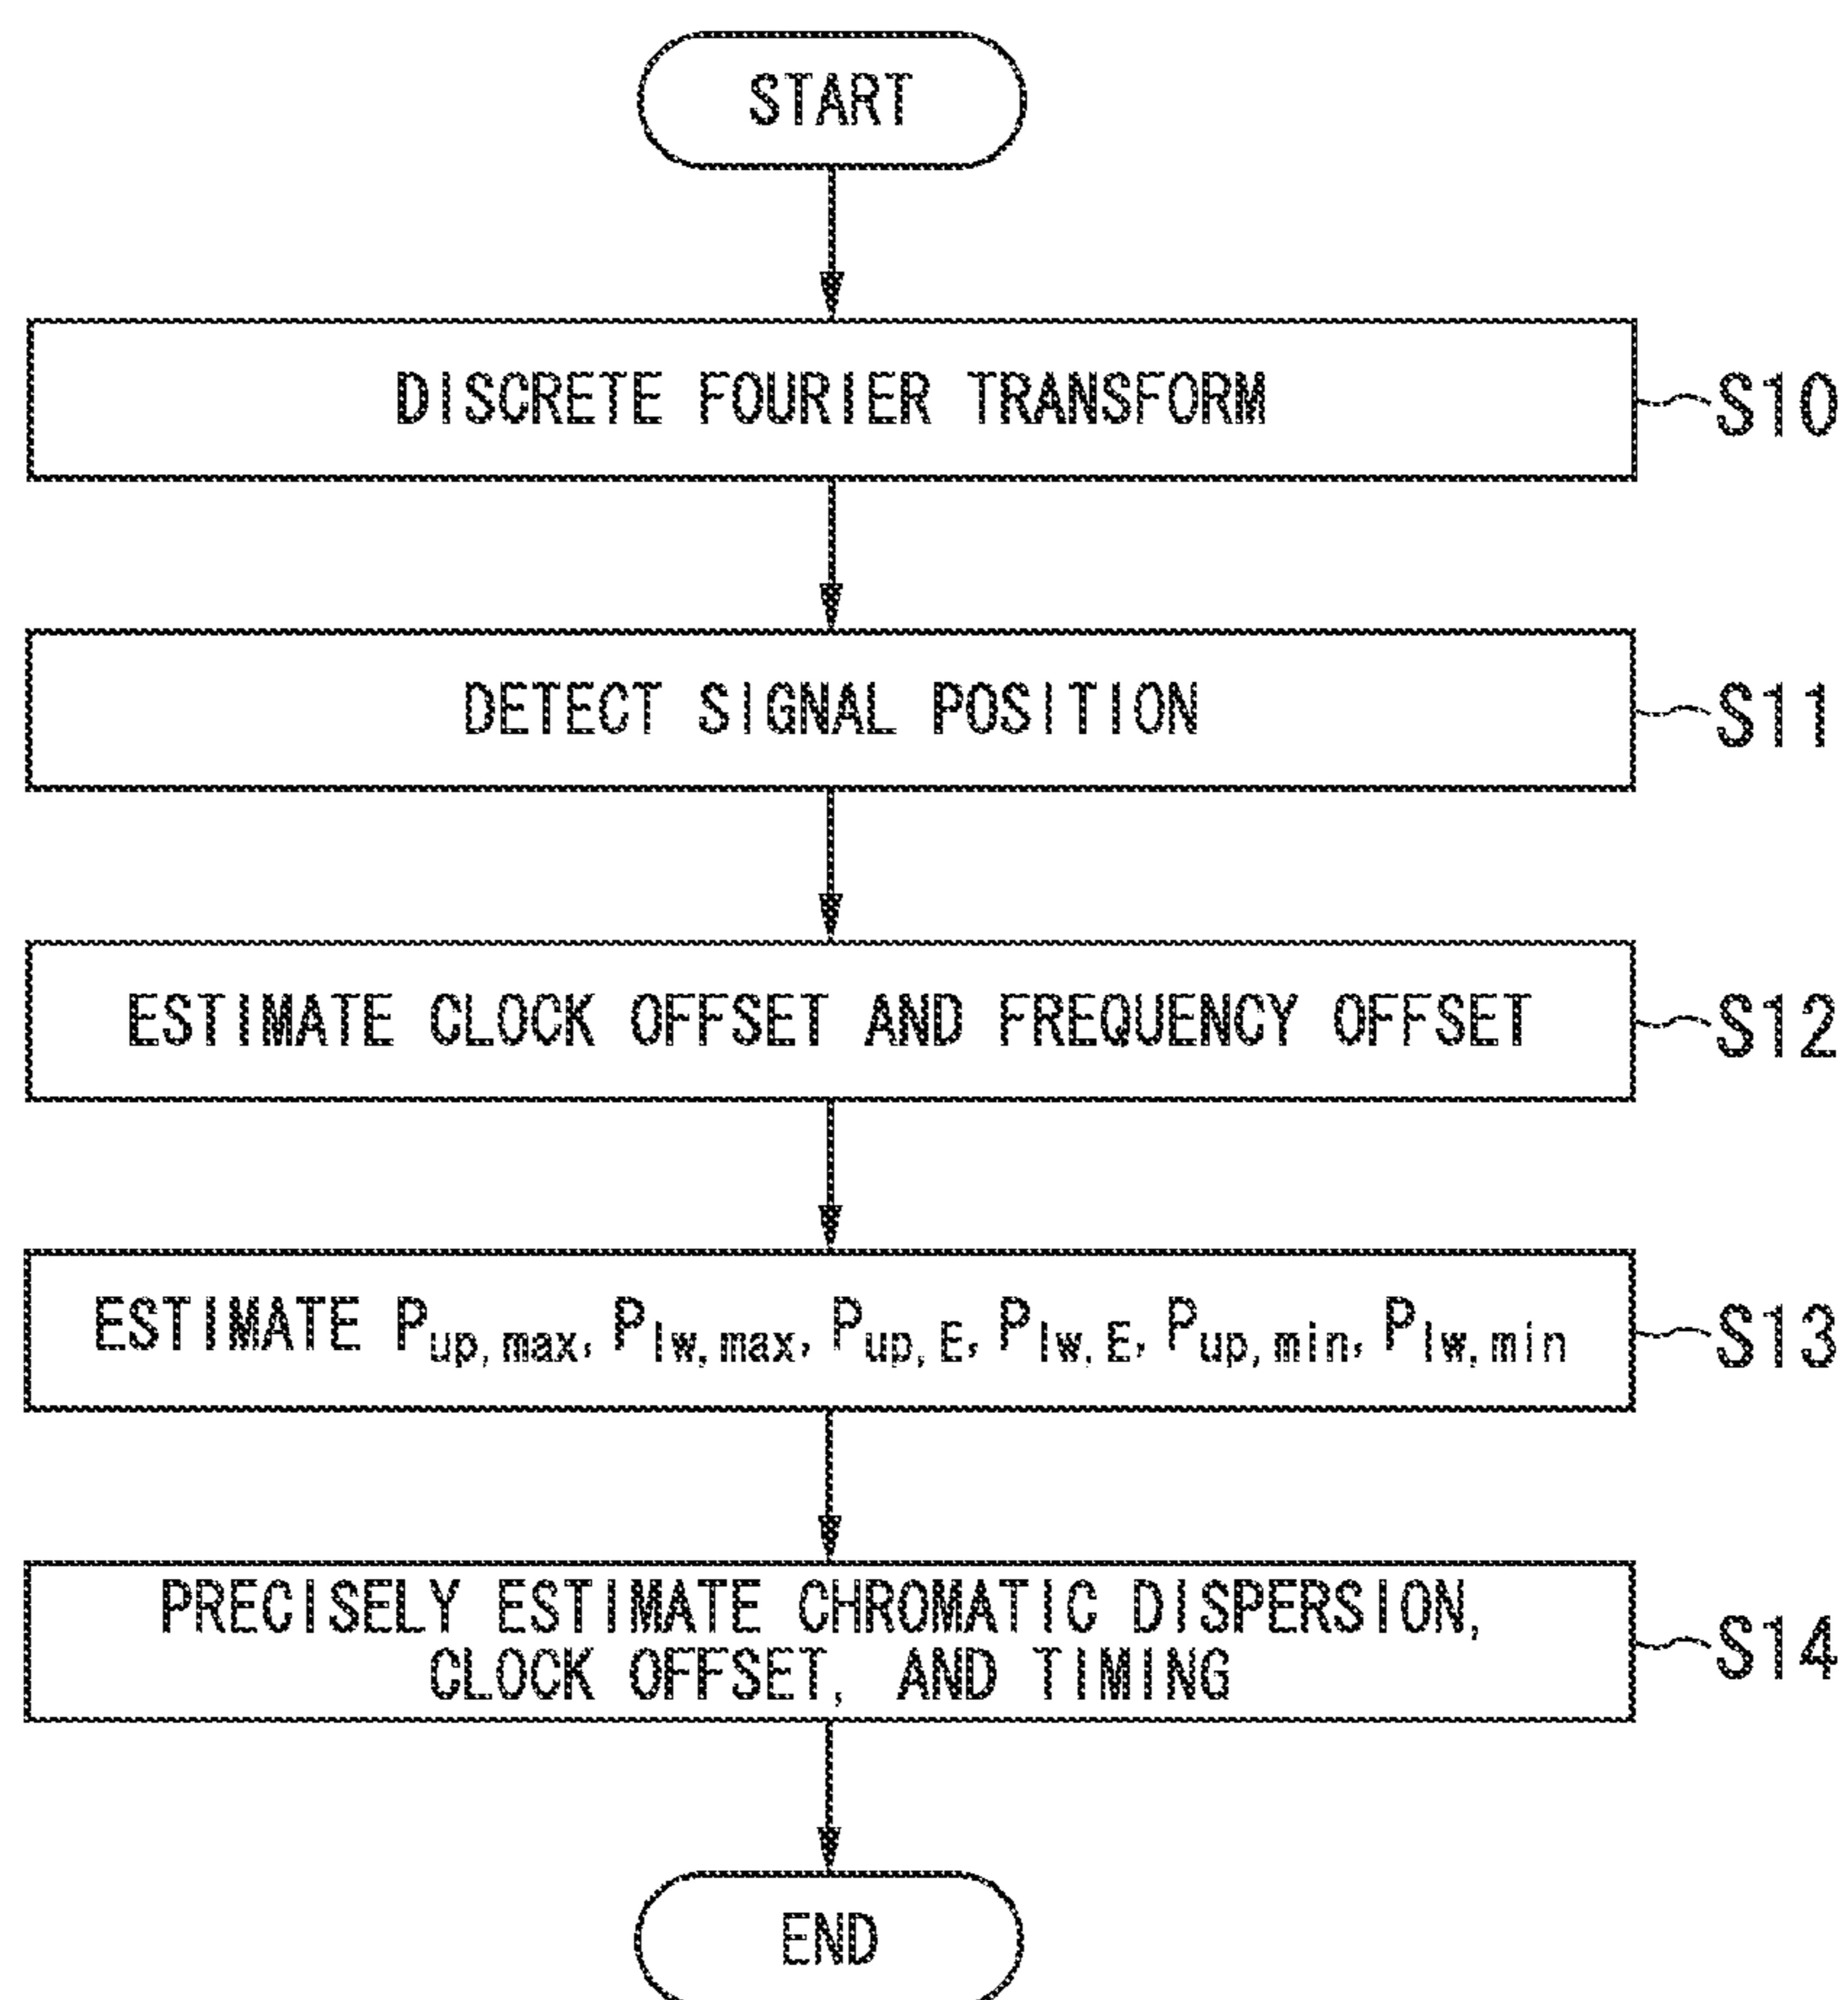 START
DISCRETE FOURIER TRANSFORM
S10
DETECT SIGNAL POSITION
S11
ESTIMATE CLOCK OFFSET AND FREQUENCY OFFSET
S12
ESTIMATE Pup,max, Plw,max, Pup,E, Plw,E, Pup,min, Plw,min
S13
PRECISELY ESTIMATE CHROMATIC DISPERSION,
CLOCK OFFSET, AND TIMING
S14
END